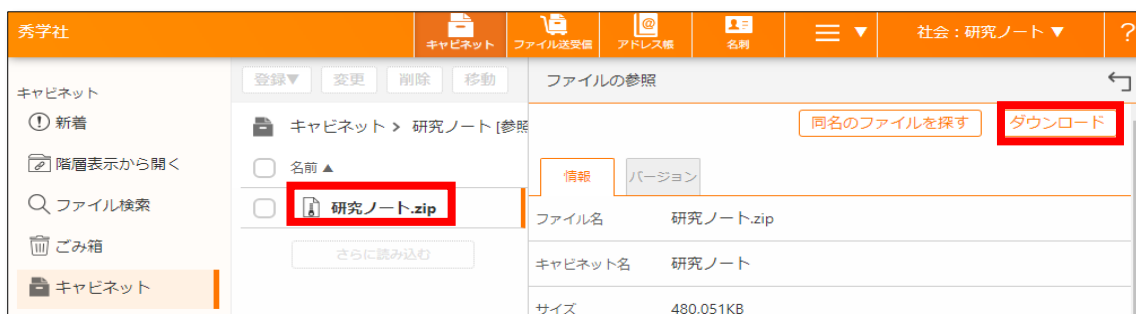 秀学社
キャビネット
ファイル送受信
アドレス帳
名刺
社会：研究ノート ▼
?
キャビネット
新着
階層表示から開く
ファイル検索
ごみ箱
キャビネット
登録▼ 変更 削除 移動
キャビネット > 研究ノート [参照
名前 ▲
研究ノート.zip
さらに読み込む
ファイルの参照
同名のファイルを探す ダウンロード
情報 バージョン
ファイル名 研究ノート.zip
キャビネット名 研究ノート
サイズ 480,051KB